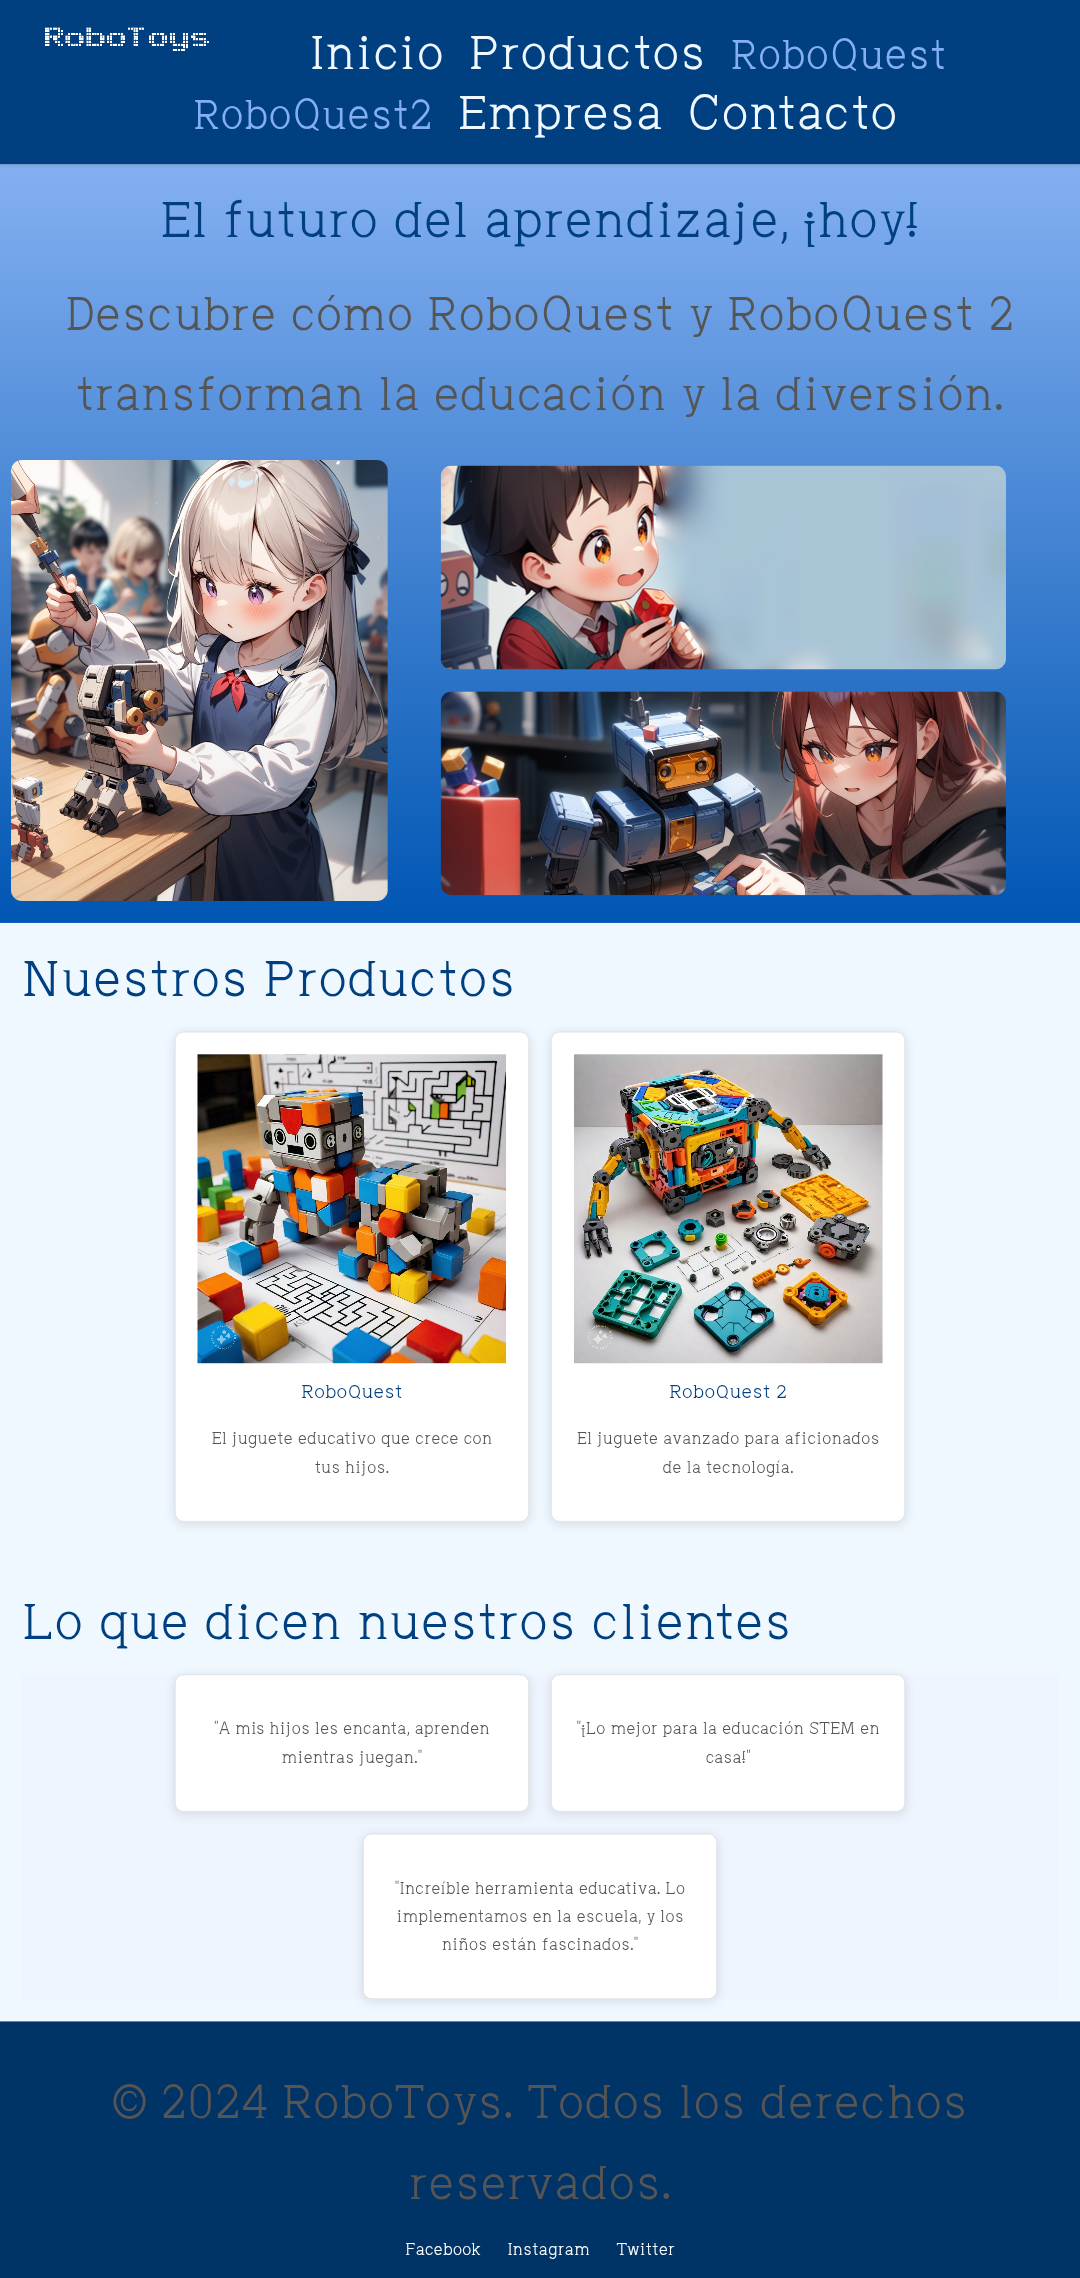 RoboToys
Inicio Productos RoboQuest
RoboQuest2 Empresa Contacto
El futuro del aprendizaje, ¡hoy!
Descubre cómo RoboQuest y RoboQuest 2
transforman la educación y la diversión.
Nuestros Productos
RoboQuest
El juguete educativo que crece con
tus hijos.
RoboQuest 2
El juguete avanzado para aficionados
de la tecnología.
Lo que dicen nuestros clientes
"A mis hijos les encanta, aprenden
mientras juegan."
"¡Lo mejor para la educación STEM en
casa!"
"Increíble herramienta educativa. Lo
implementamos en la escuela, y los
niños están fascinados."
© 2024 RoboToys. Todos los derechos
reservados.
Facebook Instagram Twitter